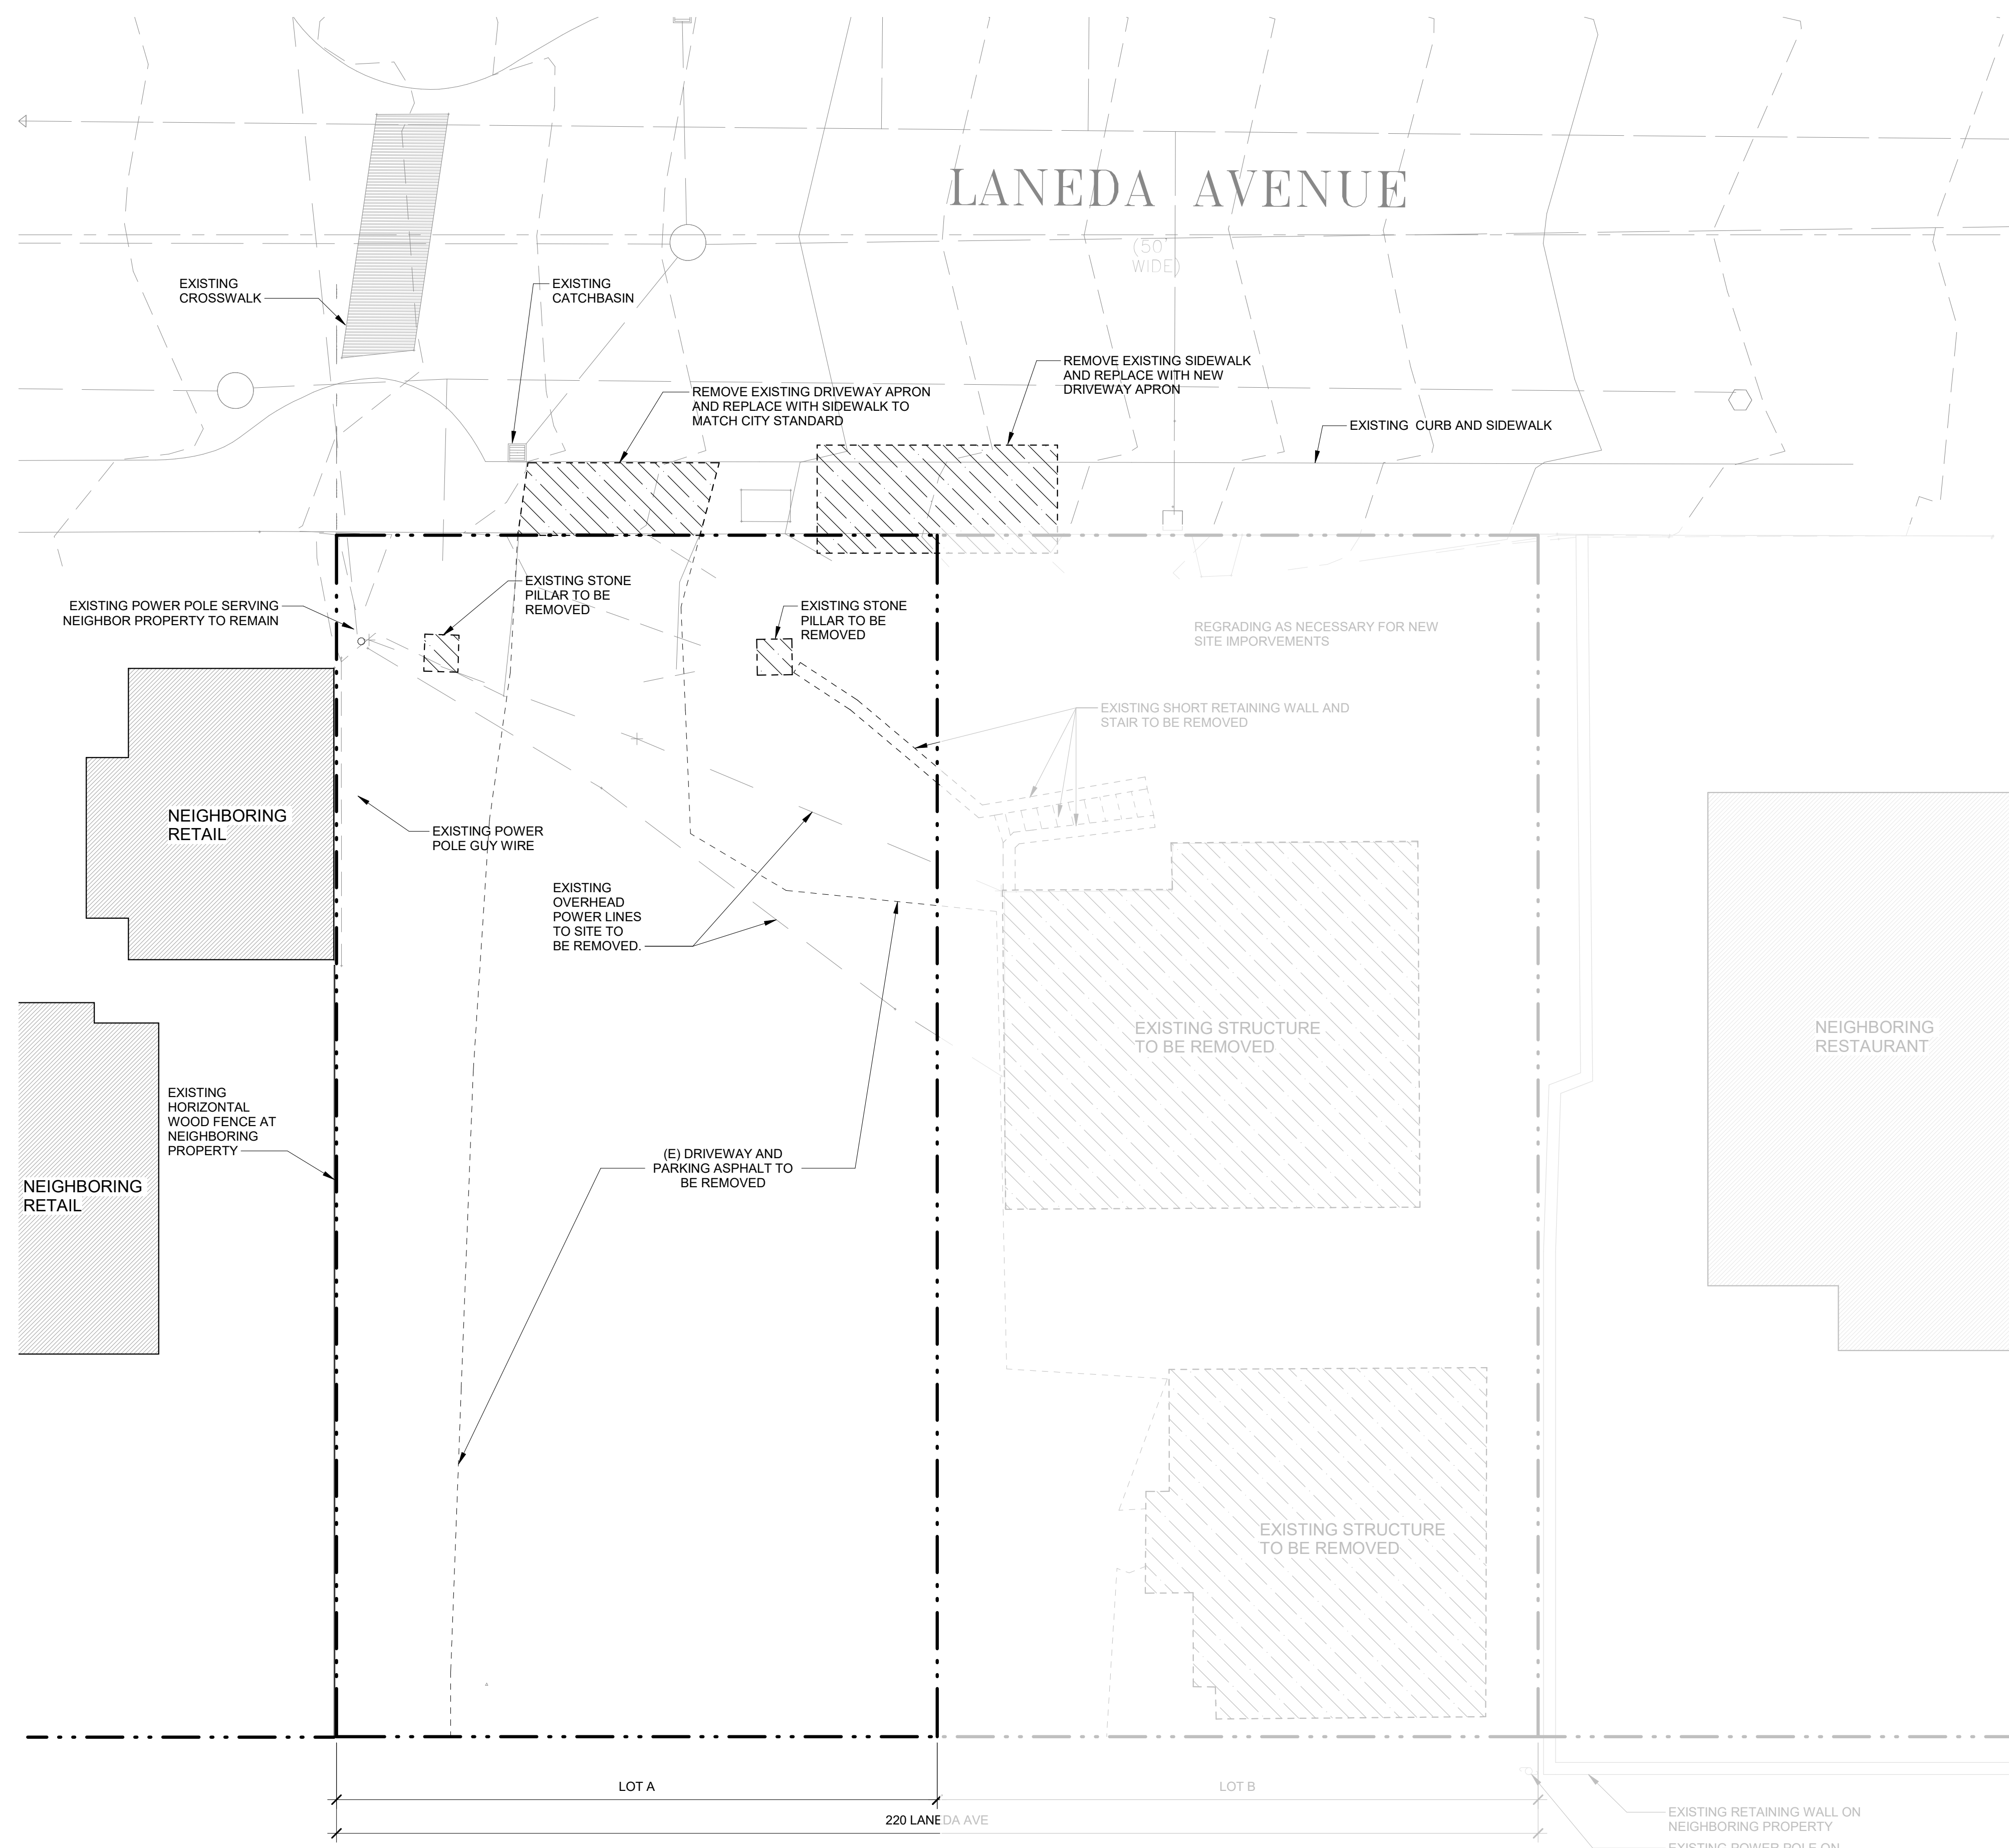 LANEDA AVENUE
(50'
WIDE)
EXISTING
CROSSWALK
EXISTING
CATCHBASIN
REMOVE EXISTING DRIVEWAY APRON
AND REPLACE WITH SIDEWALK TO
MATCH CITY STANDARD
REMOVE EXISTING SIDEWALK
AND REPLACE WITH NEW
DRIVEWAY APRON
EXISTING CURB AND SIDEWALK
EXISTING POWER POLE SERVING
NEIGHBOR PROPERTY TO REMAIN
EXISTING STONE
PILLAR TO BE
REMOVED
EXISTING STONE
PILLAR TO BE
REMOVED
REGRADING AS NECESSARY FOR NEW
SITE IMPORVEMENTS
EXISTING SHORT RETAINING WALL AND
STAIR TO BE REMOVED
NEIGHBORING
RETAIL
EXISTING POWER
POLE GUY WIRE
EXISTING
OVERHEAD
POWER LINES
TO SITE TO
BE REMOVED.
EXISTING STRUCTURE
TO BE REMOVED
NEIGHBORING
RESTAURANT
EXISTING
HORIZONTAL
WOOD FENCE AT
NEIGHBORING
PROPERTY
NEIGHBORING
RETAIL
(E) DRIVEWAY AND
PARKING ASPHALT TO
BE REMOVED
EXISTING STRUCTURE
TO BE REMOVED
LOT A
LOT B
220 LANEDA AVE
EXISTING RETAINING WALL ON
NEIGHBORING PROPERTY
EXISTING POWER POLE ON